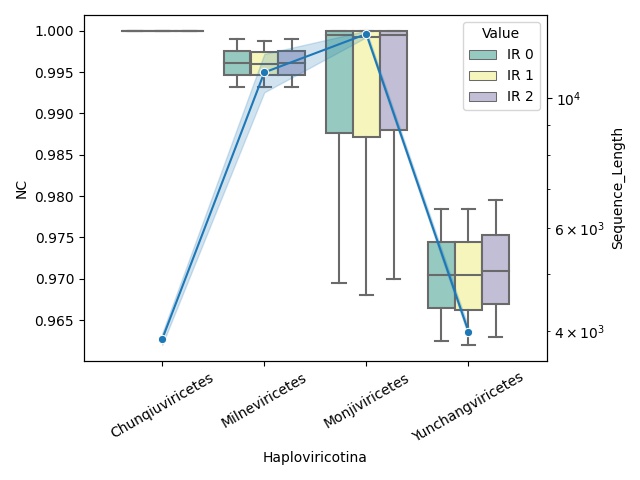 1.000
0.995
0.990
0.985
0.980
0.975
0.970
0.965
NC
Value
IR 0
IR 1
IR 2
10⁴
6 × 10³
4 × 10³
Sequence_Length
Chunqiuviricetes
Milneviricetes
Monjiviricetes
Yunchangviricetes
Haploviricotina